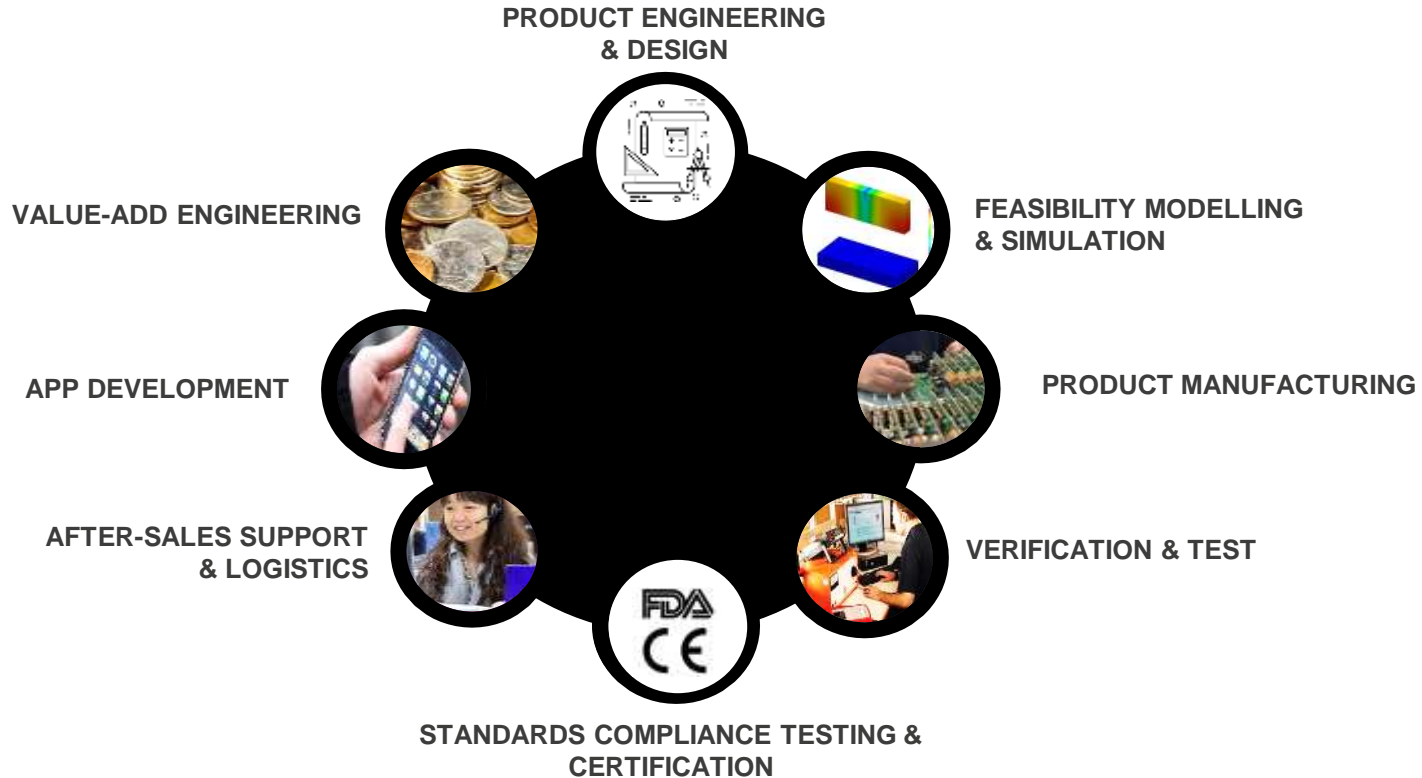 PRODUCT ENGINEERING
& DESIGN
VALUE-ADD ENGINEERING
FEASIBILITY MODELLING
& SIMULATION
APP DEVELOPMENT
PRODUCT MANUFACTURING
AFTER-SALES SUPPORT
& LOGISTICS
VERIFICATION & TEST
FDA
CE
STANDARDS COMPLIANCE TESTING &
CERTIFICATION